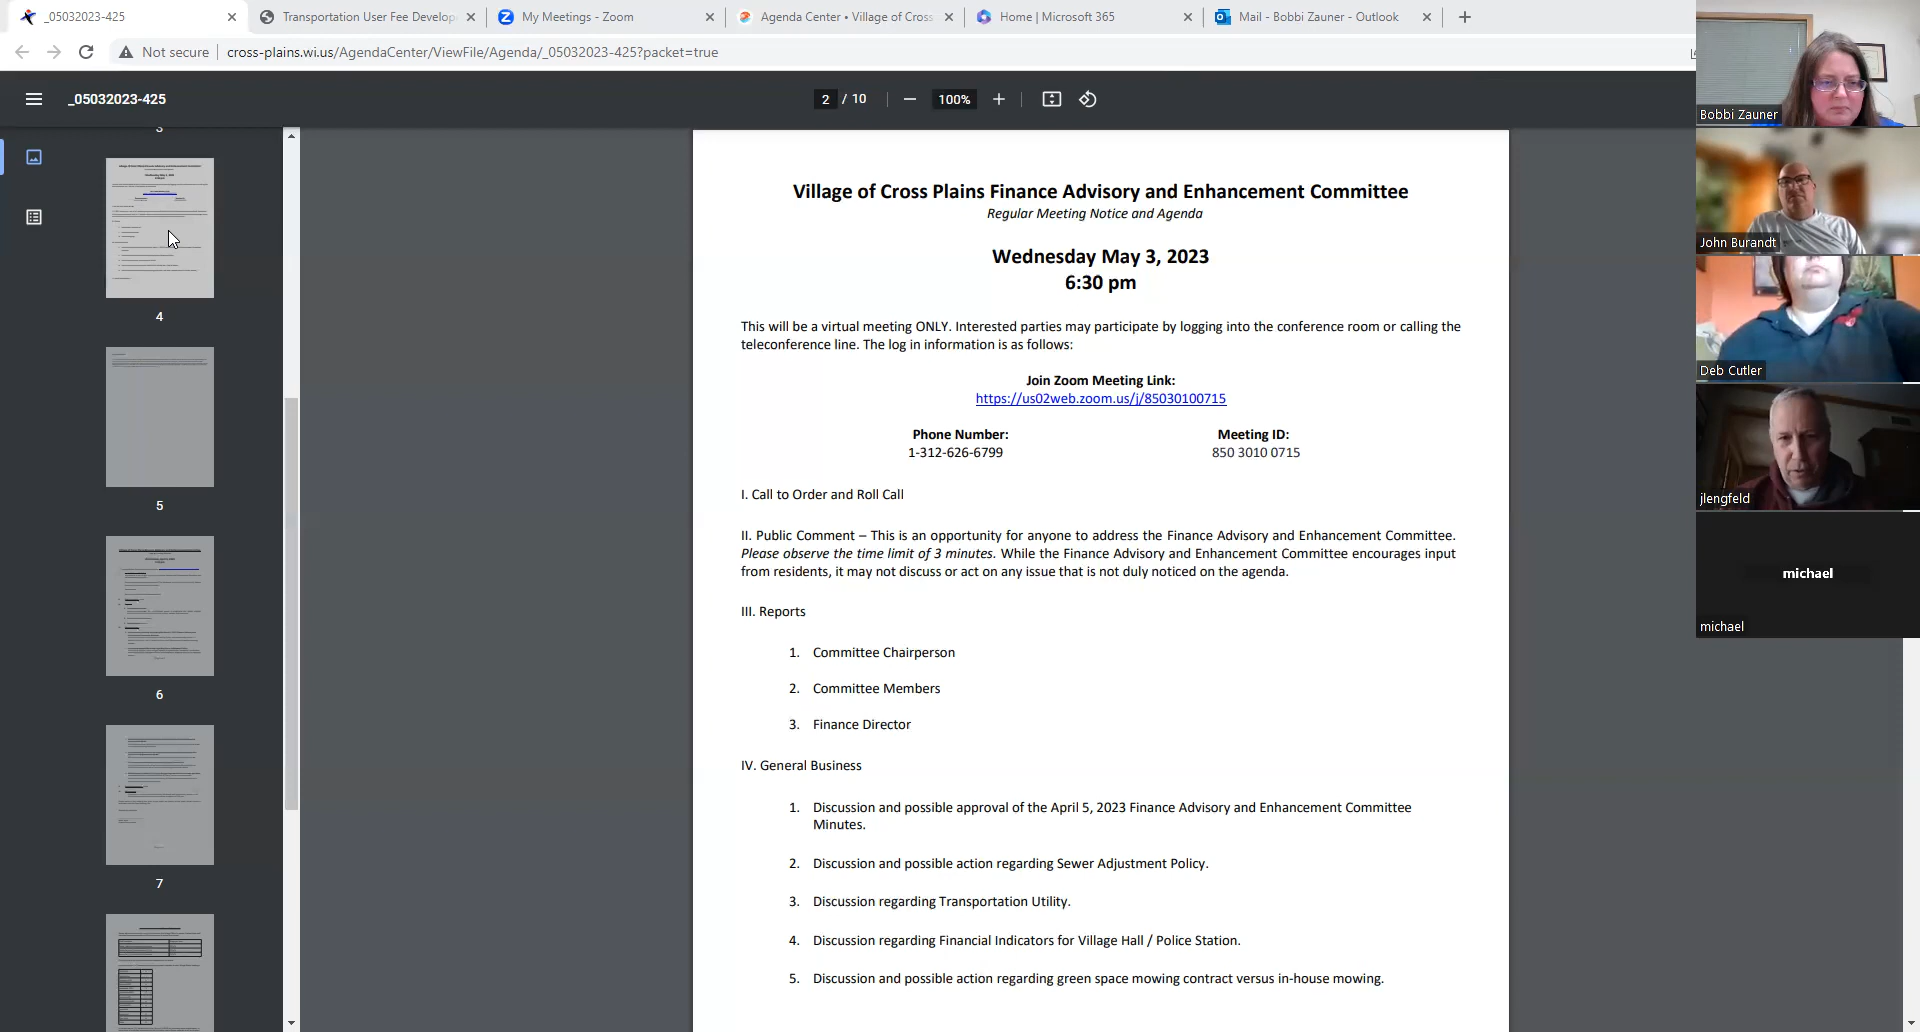 _05032023-425
Transportation User Fee Develop
My Meetings - Zoom
Agenda Center • Village of Cross
Home | Microsoft 365
Mail - Bobbi Zauner - Outlook
Not secure
cross-plains.wi.us/AgendaCenter/ViewFile/Agenda/_05032023-425?packet=true
_05032023-425
2 / 10
100%
3
4
5
6
7
Village of Cross Plains Finance Advisory and Enhancement Committee
Regular Meeting Notice and Agenda
Wednesday May 3, 2023
6:30 pm
This will be a virtual meeting ONLY. Interested parties may participate by logging into the conference room or calling the
teleconference line. The log in information is as follows:
Join Zoom Meeting Link:
https://us02web.zoom.us/j/85030100715
Phone Number: Meeting ID:
1-312-626-6799 850 3010 0715
I. Call to Order and Roll Call
II. Public Comment – This is an opportunity for anyone to address the Finance Advisory and Enhancement Committee.
Please observe the time limit of 3 minutes. While the Finance Advisory and Enhancement Committee encourages input
from residents, it may not discuss or act on any issue that is not duly noticed on the agenda.
III. Reports
1. Committee Chairperson
2. Committee Members
3. Finance Director
IV. General Business
1. Discussion and possible approval of the April 5, 2023 Finance Advisory and Enhancement Committee
Minutes.
2. Discussion and possible action regarding Sewer Adjustment Policy.
3. Discussion regarding Transportation Utility.
4. Discussion regarding Financial Indicators for Village Hall / Police Station.
5. Discussion and possible action regarding green space mowing contract versus in-house mowing.
Bobbi Zauner
John Burandt
Deb Cutler
jlengfeld
michael
michael